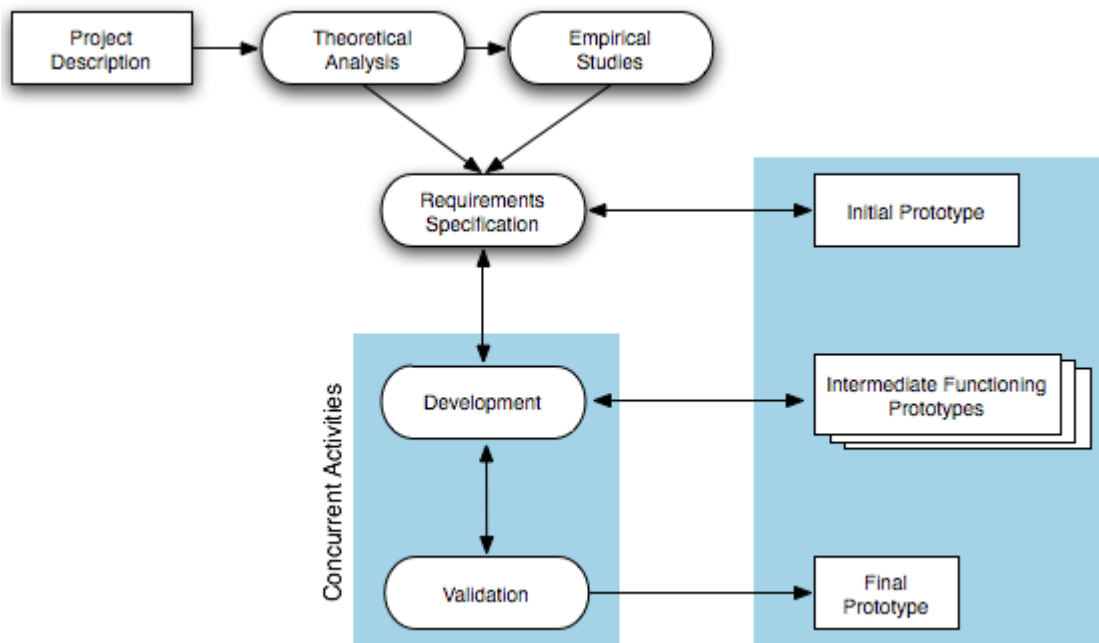 Project
Description
Theoretical
Analysis
Empirical
Studies
Requirements
Specification
Initial Prototype
Concurrent Activities
Development
Intermediate Functioning
Prototypes
Validation
Final
Prototype